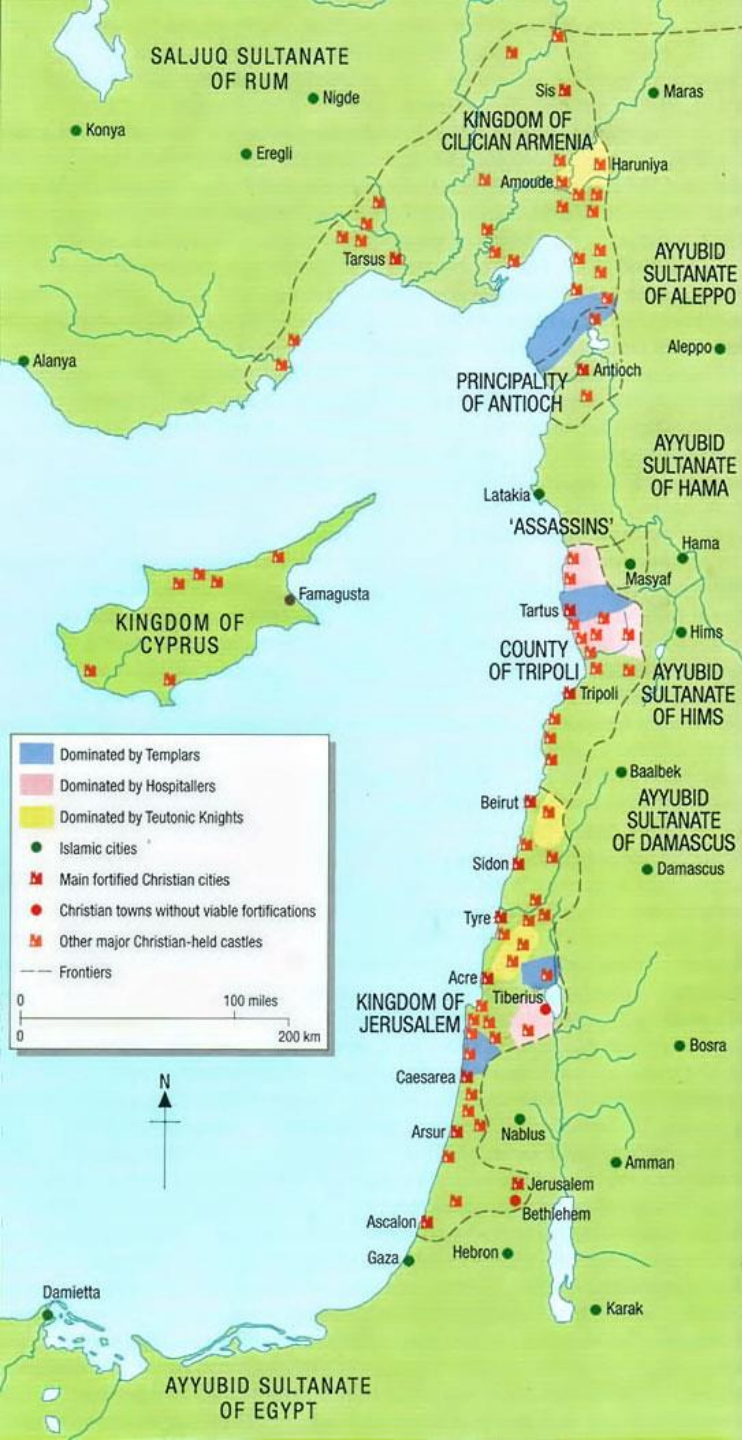 SALJUQ SULTANATE
OF RUM
Nigde
Konya
Eregli
Sis
Maras
KINGDOM OF
CILICIAN ARMENIA
Haruniya
Amoude
Tarsus
AYYUBID
SULTANATE
OF ALEPPO
Aleppo
Alanya
Antioch
PRINCIPALITY
OF ANTIOCH
AYYUBID
SULTANATE
OF HAMA
Latakia
'ASSASSINS'
Hama
Masyaf
Famagusta
KINGDOM OF
CYPRUS
Tartus
Hims
COUNTY
OF TRIPOLI
Tripoli
AYYUBID
SULTANATE
OF HIMS
Dominated by Templars
Dominated by Hospitallers
Dominated by Teutonic Knights
Islamic cities
Main fortified Christian cities
Christian towns without viable fortifications
Other major Christian-held castles
Frontiers
0 100 miles
0 200 km
Baalbek
Beirut
AYYUBID
SULTANATE
OF DAMASCUS
Sidon
Damascus
Tyre
Acre
Tiberius
KINGDOM OF
JERUSALEM
Bosra
N
Caesarea
Arsur
Nablus
Amman
Jerusalem
Bethlehem
Ascalon
Gaza
Hebron
Damietta
Karak
AYYUBID SULTANATE
OF EGYPT